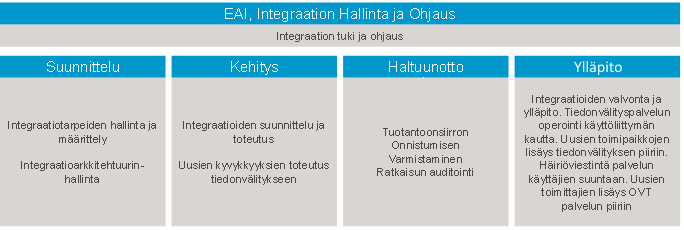 EAI, Integraation Hallinta ja Ohjaus
Integraation tuki ja ohjaus
Suunnittelu
Integraatiotarpeiden hallinta ja
määrittely
Integraatioarkkitehtuurin-
hallinta
Kehitys
Integraatioiden suunnittelu ja
toteutus
Uusien kyvykkyyksien toteutus
tiedonvälitykseen
Haltuunotto
Tuotantoonsiirron
Onnistumisen
Varmistaminen
Ratkaisun auditointi
Ylläpito
Integraatioiden valvonta ja
ylläpito. Tiedonvälityspalvelun
operointi käyttöliittymän
kautta. Uusien toimipaikkojen
lisäys tiedonvälityksen piiriin.
Häiriöviestintä palvelun
käyttäjien suuntaan. Uusien
toimittajien lisäys OVT
palvelun piiriin